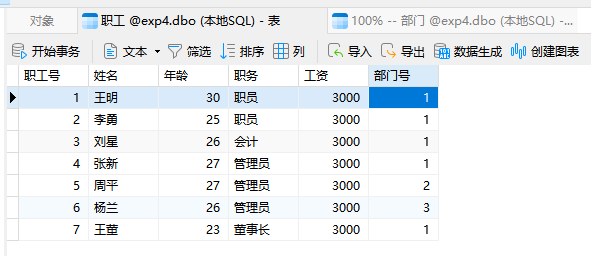 对象 职工 @exp4.dbo (本地SQL) - 表 100% -- 部门 @exp4.dbo (本地SQL) -...
开始事务 文本 筛选 排序 列 导入 导出 数据生成 创建图表
职工号 姓名 年龄 职务 工资 部门号
1 王明 30 职员 3000 1
2 李勇 25 职员 3000 1
3 刘星 26 会计 3000 1
4 张新 27 管理员 3000 1
5 周平 27 管理员 3000 2
6 杨兰 26 管理员 3000 3
7 王董 23 董事长 3000 1